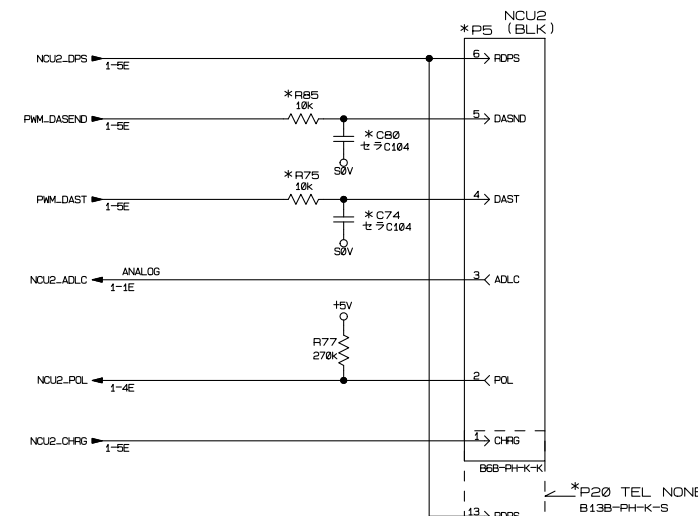 NCU2
*P5 (BLK)
NCU2_DPS
1-5E
6 RDPS
*R85
10k
PWM_DASEND
1-5E
5 DASND
*C80
セラC104
S0V
*R75
10k
PWM_DAST
1-5E
4 DAST
*C74
セラC104
S0V
ANALOG
NCU2_ADLC
1-1E
3 ADLC
+5V
R77
270k
NCU2_POL
1-4E
2 POL
NCU2_CHRG
1-5E
1 CHRG
B6B-PH-K-K
*P20 TEL NONE
B13B-PH-K-S
13 RDPS